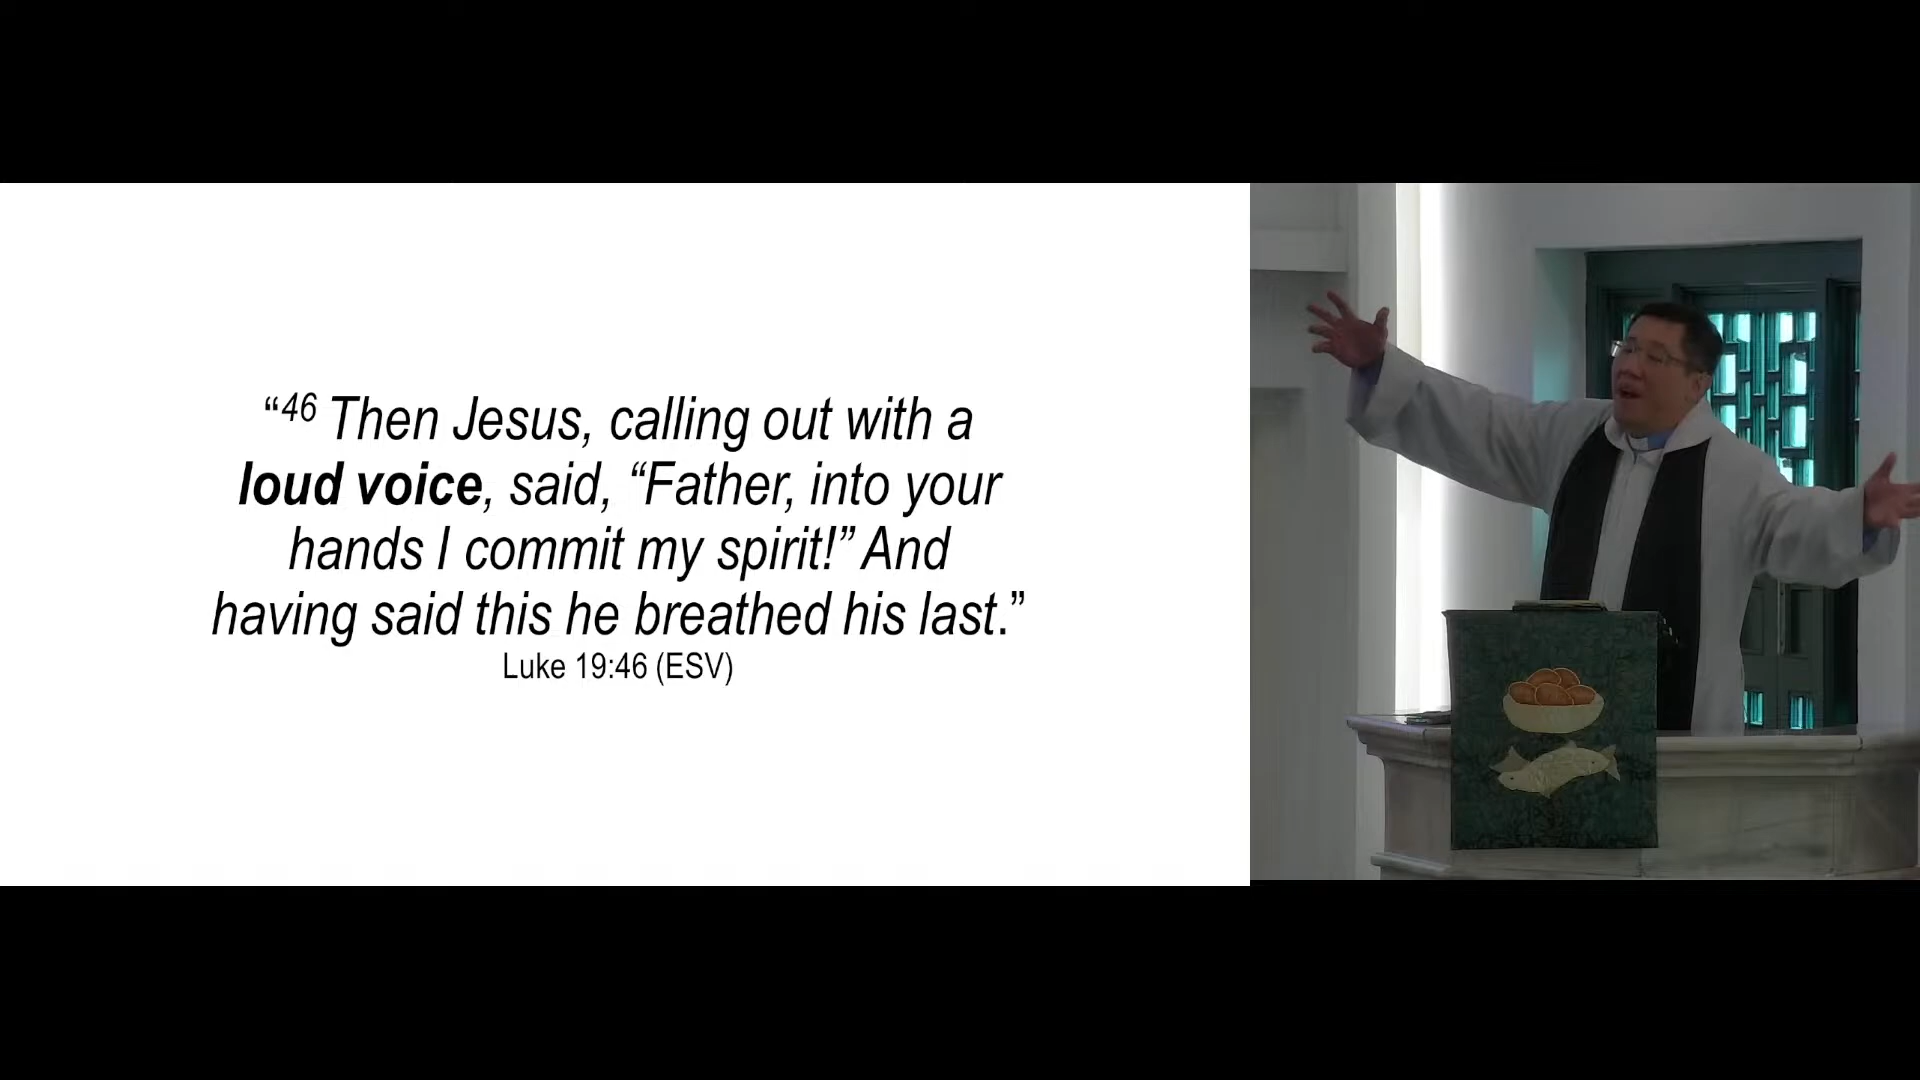 “46 Then Jesus, calling out with a
loud voice, said, “Father, into your
hands I commit my spirit!” And
having said this he breathed his last.”
Luke 19:46 (ESV)